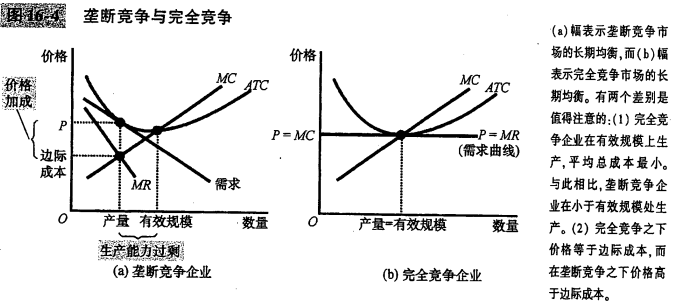 图16-4 垄断竞争与完全竞争
价格
价格加成
P
边际成本
MC
ATC
MR
需求
O
产量
有效规模
数量
生产能力过剩
(a) 垄断竞争企业
价格
MC
ATC
P=MC
P=MR
(需求曲线)
O
产量=有效规模
数量
(b) 完全竞争企业
(a)幅表示垄断竞争市
场的长期均衡,而(b)幅
表示完全竞争市场的长
期均衡。有两个差别是
值得注意的:(1) 完全竞
争企业在有效规模上生
产,平均总成本最小。
与此相比,垄断竞争企
业在小于有效规模处生
产。(2) 完全竞争之下
价格等于边际成本,而
在垄断竞争之下价格高
于边际成本。